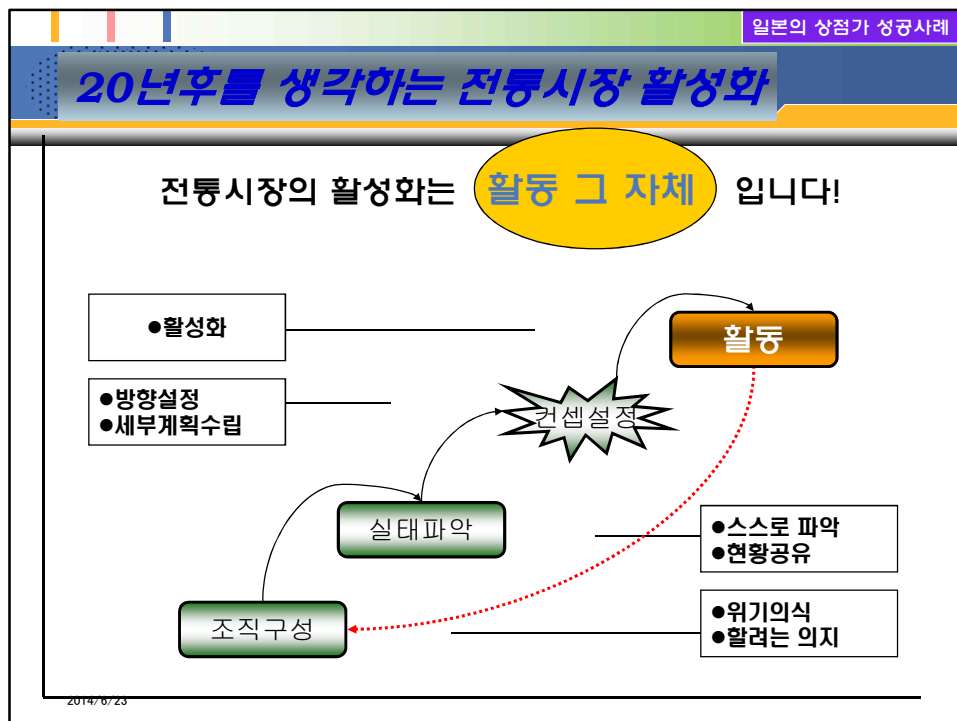 일본의 상점가 성공사례
20년후를 생각하는 전통시장 활성화
전통시장의 활성화는 활동 그 자체 입니다!
●활성화
활동
●방향설정
●세부계획수립
컨셉설정
실태파악
●스스로 파악
●현황공유
조직구성
●위기의식
●할려는 의지
2014/6/23